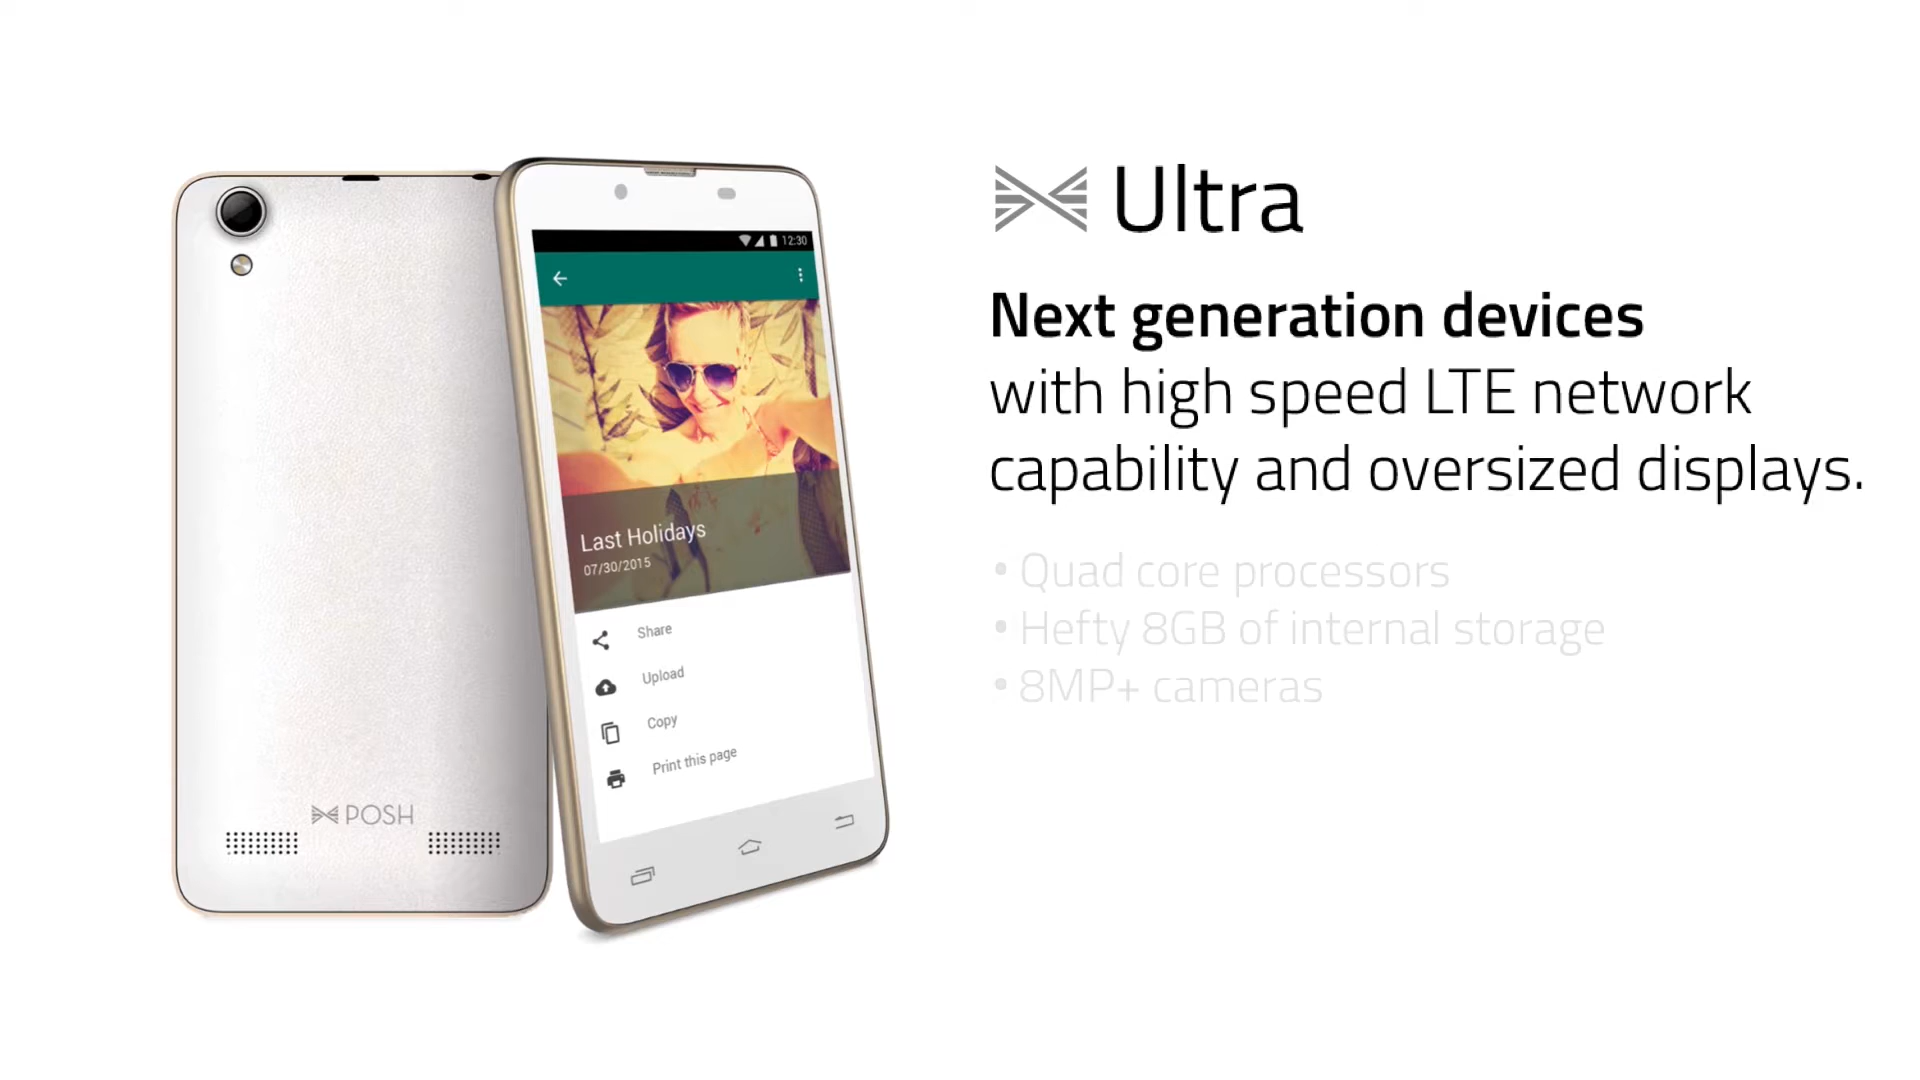 Ultra
Next generation devices
with high speed LTE network
capability and oversized displays.
• Quad core processors
• Hefty 8GB of internal storage
• 8MP+ cameras
12:30
Last Holidays
07/30/2015
Share
Upload
Copy
Print this page
POSH